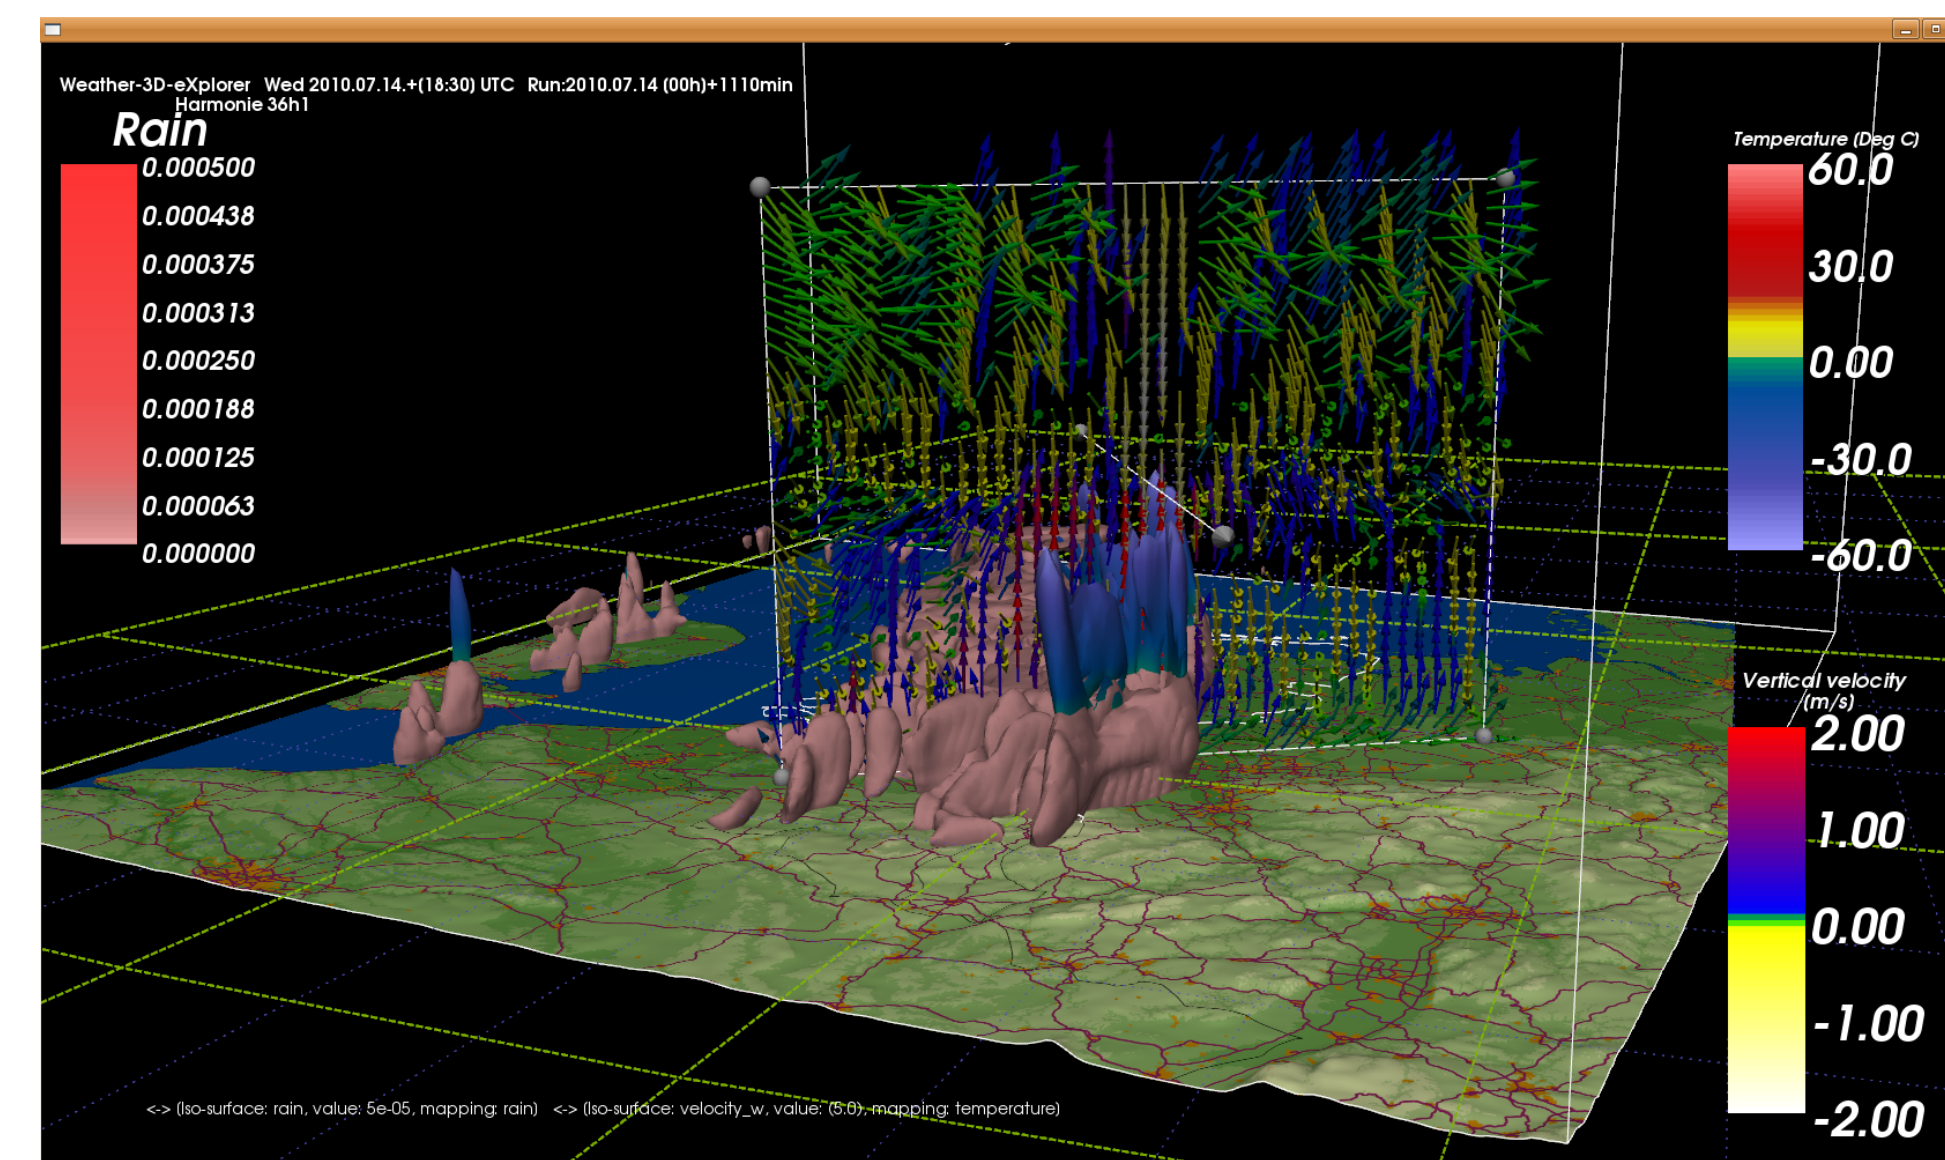 Weather-3D-eXplorer Wed 2010.07.14.+(18:30) UTC Run:2010.07.14 (00h)+1110min
Harmonie 36h1
Rain
0.000500
0.000438
0.000375
0.000313
0.000250
0.000188
0.000125
0.000063
0.000000
Temperature (Deg C)
60.0
30.0
0.00
-30.0
-60.0
Vertical velocity
(m/s)
2.00
1.00
0.00
-1.00
-2.00
<-> (Iso-surface: rain, value: 5e-05, mapping: rain) <-> (Iso-surface: velocity_w, value: (5.0), mapping: temperature)